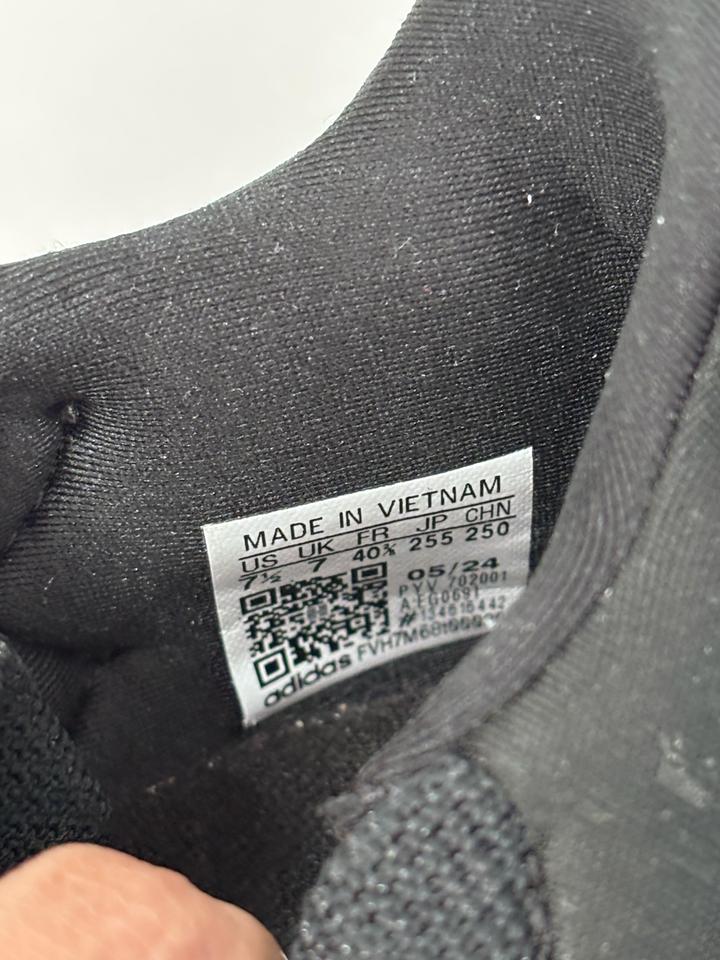 MADE IN VIETNAM
US UK FR JP CHN
7½ 7 40⅔ 255 250
05/24
PYV 702001
#154616442
adidas